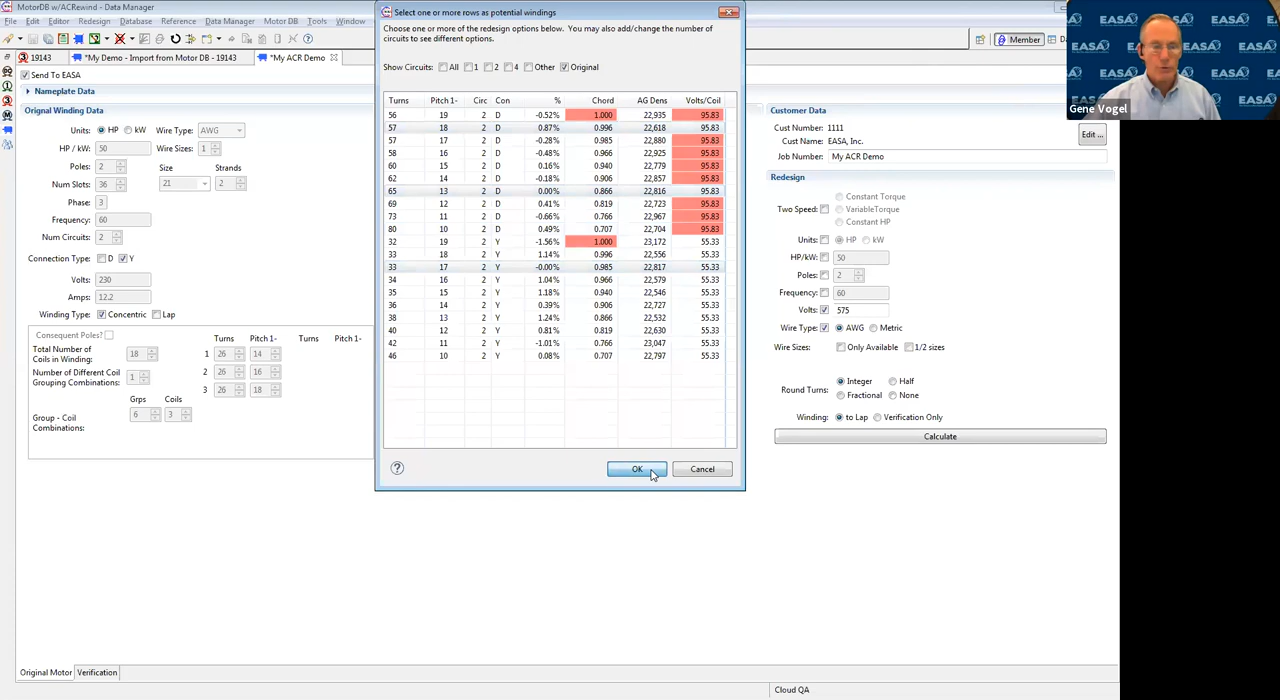 MotorDB w/ACRewind - Data Manager
File Edit Editor Redesign Database Reference DataManager Motor DB Tools Window
19143 *My Demo - Import from Motor DB - 19143 *My ACR Demo
Member
Send To EASA
Nameplate Data
Orignal Winding Data
Units: HP kW Wire Type: AWG
HP / kW: 50 Wire Sizes: 1
Poles: 2 Size Strands
Num Slots: 36 21 2
Phase: 3
Frequency: 60
Num Circuits: 2
Connection Type: D Y
Volts: 230
Amps: 12.2
Winding Type: Concentric Lap
Consequent Poles? Turns Pitch 1- Turns Pitch 1-
Total Number of Coils in Winding: 18 1 26 14
Number of Different Coil Grouping Combinations: 1 2 26 16
3 26 18
Grps Coils
Group - Coil Combinations: 6 3
Original Motor Verification
Select one or more rows as potential windings
Choose one or more of the redesign options below. You may also add/change the number of
circuits to see different options.
Show Circuits: All 1 2 4 Other Original
Turns Pitch 1- Circ Con % Chord AG Dens Volts/Coil
56 19 2 D -0.52% 1.000 22,935 95.83
57 18 2 D 0.87% 0.996 22,618 95.83
57 17 2 D -0.28% 0.985 22,880 95.83
58 16 2 D -0.48% 0.966 22,925 95.83
60 15 2 D 0.16% 0.940 22,779 95.83
62 14 2 D -0.18% 0.906 22,857 95.83
65 13 2 D 0.00% 0.866 22,816 95.83
69 12 2 D 0.41% 0.819 22,723 95.83
73 11 2 D -0.66% 0.766 22,967 95.83
80 10 2 D 0.49% 0.707 22,704 95.83
32 19 2 Y -1.56% 1.000 23,172 55.33
33 18 2 Y 1.14% 0.996 22,556 55.33
33 17 2 Y -0.00% 0.985 22,817 55.33
34 16 2 Y 1.04% 0.966 22,579 55.33
35 15 2 Y 1.18% 0.940 22,546 55.33
36 14 2 Y 0.39% 0.906 22,727 55.33
38 13 2 Y 1.24% 0.866 22,532 55.33
40 12 2 Y 0.81% 0.819 22,630 55.33
42 11 2 Y -1.01% 0.766 23,047 55.33
46 10 2 Y 0.08% 0.707 22,797 55.33
? OK Cancel
Customer Data
Cust Number: 1111
Cust Name: EASA, Inc. Edit ...
Job Number: My ACR Demo
Redesign
Constant Torque
Two Speed: VariableTorque
Constant HP
Units: HP kW
HP/kW: 50
Poles: 2
Frequency: 60
Volts: 575
Wire Type: AWG Metric
Wire Sizes: Only Available 1/2 sizes
Round Turns: Integer Half
Fractional None
Winding: to Lap Verification Only
Calculate
Cloud QA
EASA EASA EASA
Gene Vogel